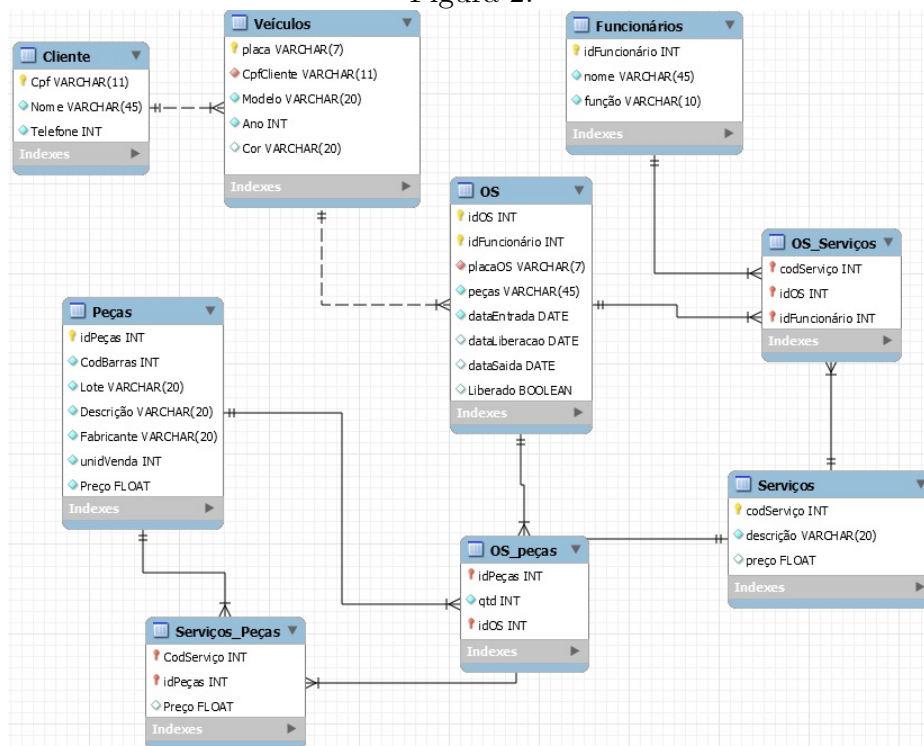 Figura 2.
Cliente
Cpf VARCHAR(11)
Nome VARCHAR(45)
Telefone INT
Indexes
Veículos
placa VARCHAR(7)
CpfCliente VARCHAR(11)
Modelo VARCHAR(20)
Ano INT
Cor VARCHAR(20)
Indexes
Funcionários
idFuncionário INT
nome VARCHAR(45)
função VARCHAR(10)
Indexes
OS
idOS INT
idFuncionário INT
placaOS VARCHAR(7)
peças VARCHAR(45)
dataEntrada DATE
dataLiberacao DATE
dataSaida DATE
Liberado BOOLEAN
Indexes
OS_Serviços
codServiço INT
idOS INT
idFuncionário INT
Indexes
Peças
idPeças INT
CodBarras INT
Lote VARCHAR(20)
Descrição VARCHAR(20)
Fabricante VARCHAR(20)
unidVenda INT
Preço FLOAT
Indexes
Serviços
codServiço INT
descrição VARCHAR(20)
preço FLOAT
Indexes
OS_peças
idPeças INT
qtd INT
idOS INT
Indexes
Serviços_Peças
CodServiço INT
idPeças INT
Preço FLOAT
Indexes